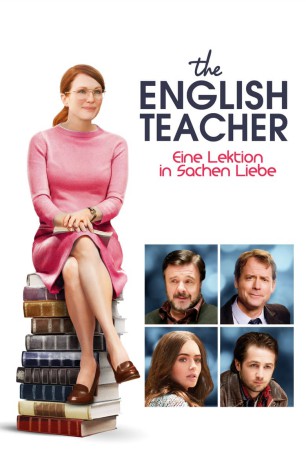 the
ENGLISH
TEACHER
Eine Lektion
in Sachen Liebe